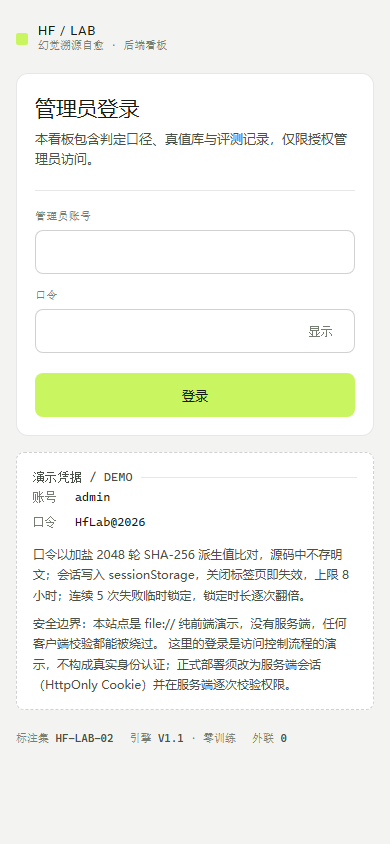 HF / LAB
幻觉溯源自愈 · 后端看板
管理员登录
本看板包含判定口径、真值库与评测记录，仅限授权管
理员访问。
管理员账号
口令
显示
登录
演示凭据 / DEMO
账号 admin
口令 HfLab@2026
口令以加盐 2048 轮 SHA-256 派生值比对，源码中不存明
文；会话写入 sessionStorage，关闭标签页即失效，上限 8
小时；连续 5 次失败临时锁定，锁定时长逐次翻倍。
安全边界：本站点是 file:// 纯前端演示，没有服务端，任何
客户端校验都能被绕过。 这里的登录是访问控制流程的演
示，不构成真实身份认证；正式部署须改为服务端会话
（HttpOnly Cookie）并在服务端逐次校验权限。
标注集 HF-LAB-02 引擎 V1.1 · 零训练 外联 0